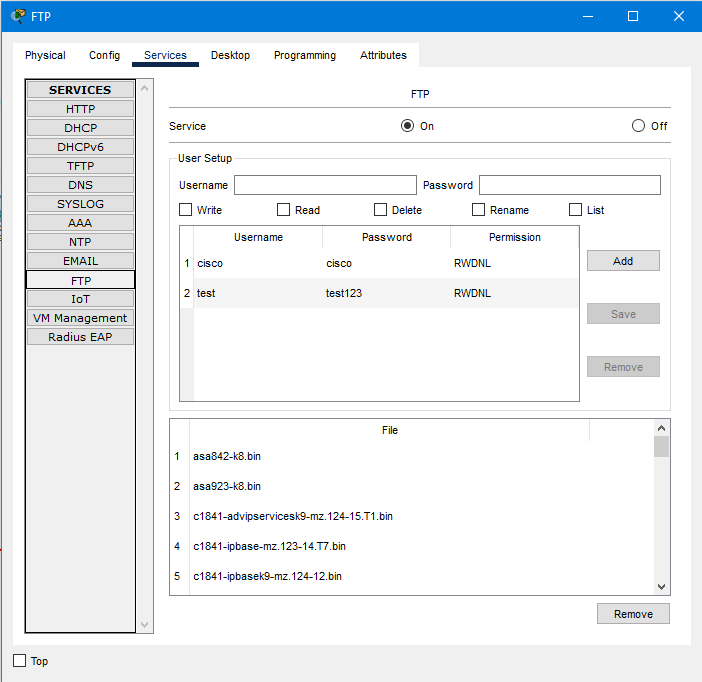 FTP
Physical Config Services Desktop Programming Attributes
SERVICES
HTTP
DHCP
DHCPv6
TFTP
DNS
SYSLOG
AAA
NTP
EMAIL
FTP
IoT
VM Management
Radius EAP
FTP
Service On Off
User Setup
Username Password
Write Read Delete Rename List
Username Password Permission
1 cisco cisco RWDNL
2 test test123 RWDNL
Add
Save
Remove
File
1 asa842-k8.bin
2 asa923-k8.bin
3 c1841-advipservicesk9-mz.124-15.T1.bin
4 c1841-ipbase-mz.123-14.T7.bin
5 c1841-ipbasek9-mz.124-12.bin
Remove
Top